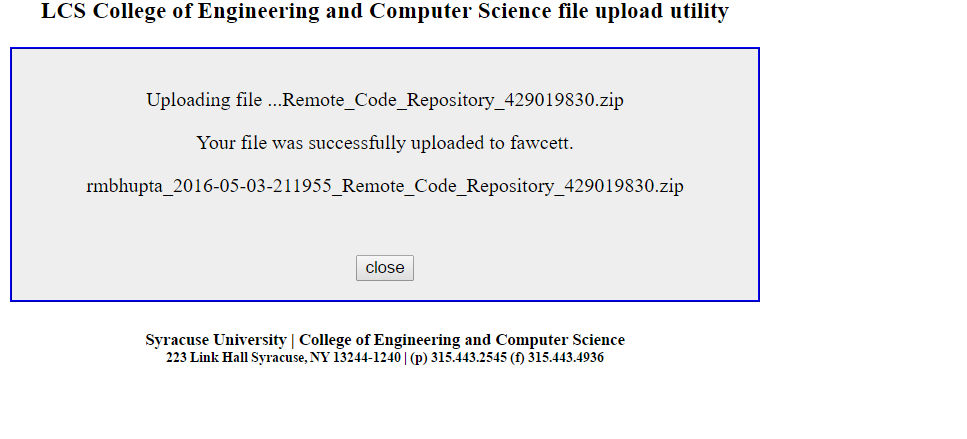 LCS College of Engineering and Computer Science file upload utility
Uploading file ...Remote_Code_Repository_429019830.zip
Your file was successfully uploaded to fawcett.
rmbhupta_2016-05-03-211955_Remote_Code_Repository_429019830.zip
close
Syracuse University | College of Engineering and Computer Science
223 Link Hall Syracuse, NY 13244-1240 | (p) 315.443.2545 (f) 315.443.4936